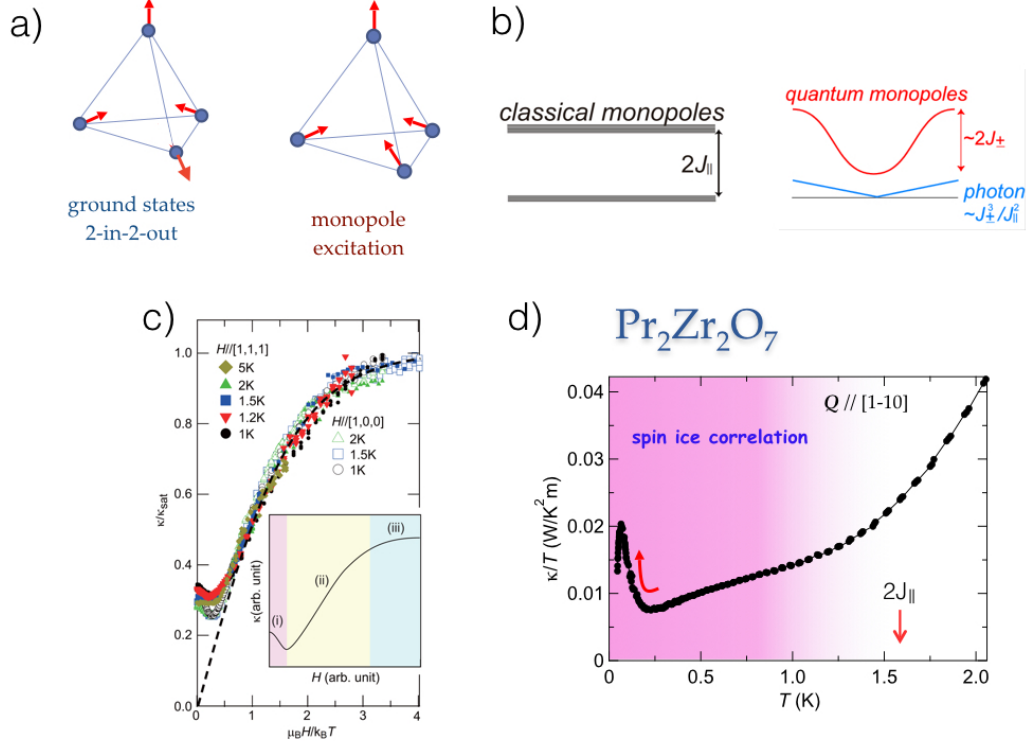 a)
ground states
2-in-2-out
monopole
excitation
b)
classical monopoles
2J∥
quantum monopoles
~2J±
photon
~J±³/J∥²
c)
κ/κsat
1.0
0.8
0.6
0.4
0.2
0
H//[1,1,1]
5K
2K
1.5K
1.2K
1K
H//[1,0,0]
2K
1.5K
1K
κ(arb. unit)
(i)
(ii)
(iii)
H (arb. unit)
0
1
2
3
4
μBH/kBT
d)
Pr₂Zr₂O₇
κ/T (W/K²m)
0.04
0.03
0.02
0.01
0
Q // [1-10]
spin ice correlation
2J∥
0
0.5
1.0
1.5
2.0
T (K)